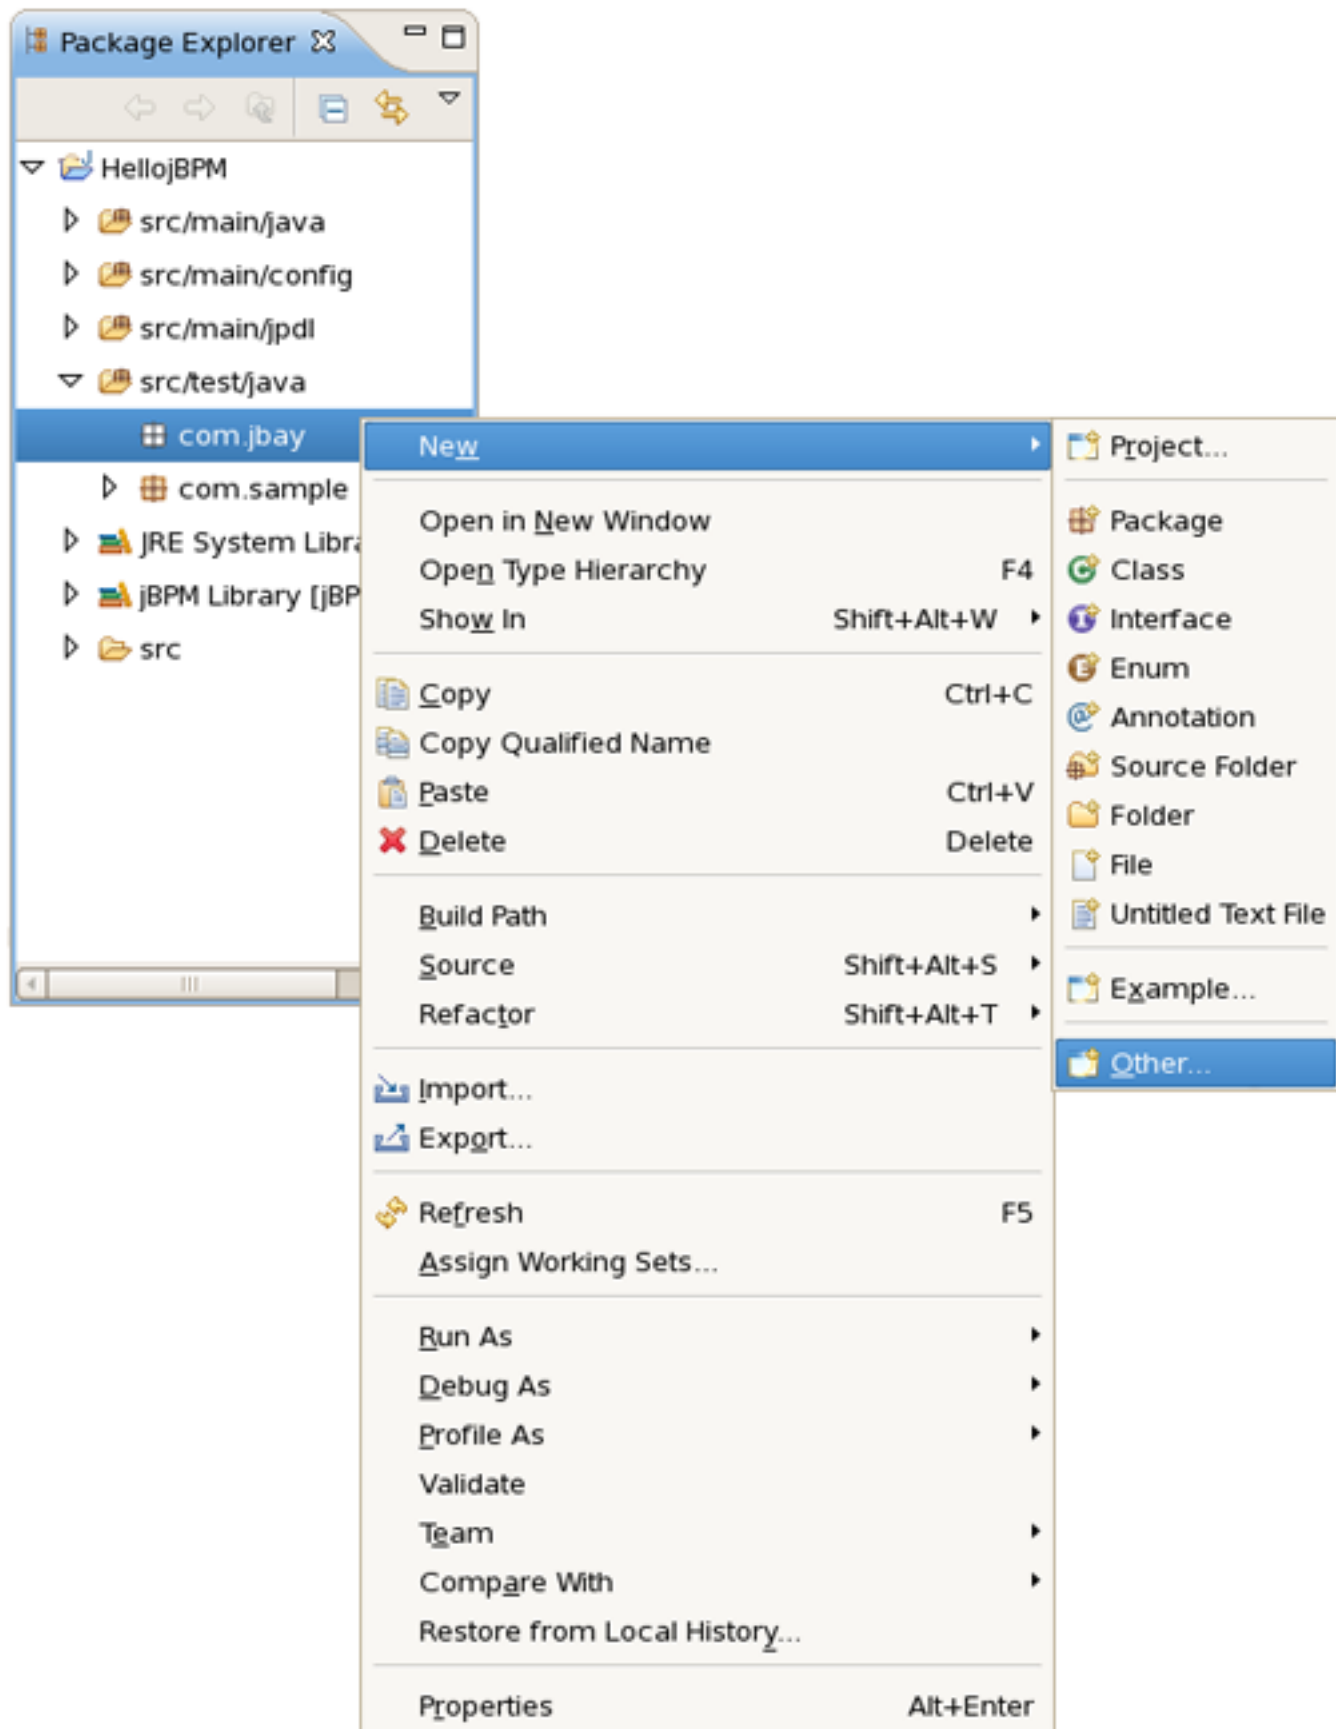 Package Explorer
HellojBPM
src/main/java
src/main/config
src/main/jpdl
src/test/java
com.jbay
com.sample
JRE System Libra
jBPM Library [jBP
src
New
Open in New Window
Open Type Hierarchy F4
Show In Shift+Alt+W
Copy Ctrl+C
Copy Qualified Name
Paste Ctrl+V
Delete Delete
Build Path
Source Shift+Alt+S
Refactor Shift+Alt+T
Import...
Export...
Refresh F5
Assign Working Sets...
Run As
Debug As
Profile As
Validate
Team
Compare With
Restore from Local History...
Properties Alt+Enter
Project...
Package
Class
Interface
Enum
Annotation
Source Folder
Folder
File
Untitled Text File
Example...
Other...